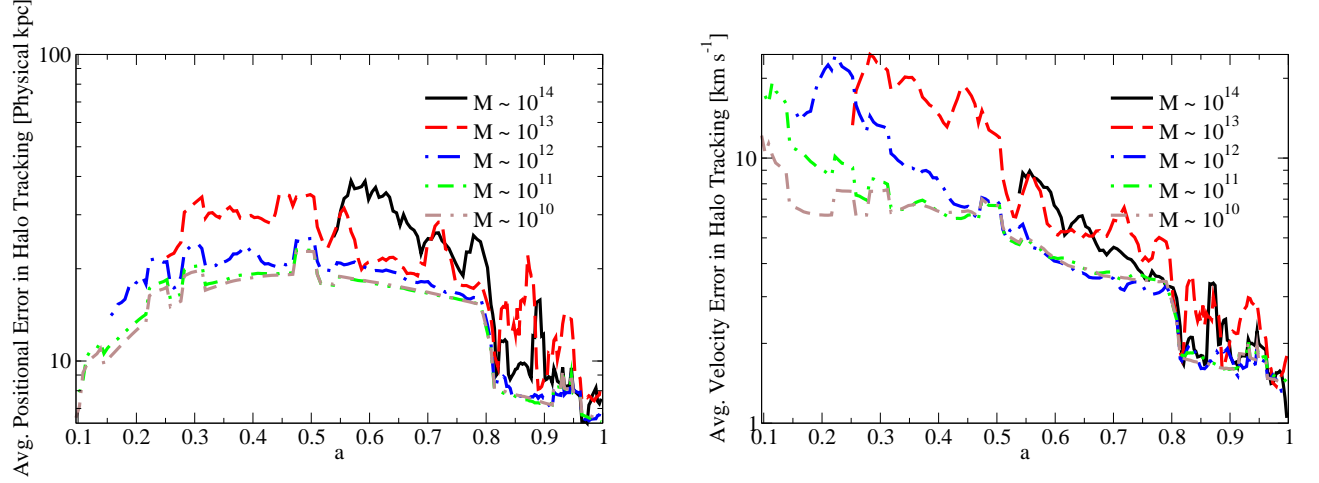 Avg. Positional Error in Halo Tracking [Physical kpc]
100
10
M ~ 10^14
M ~ 10^13
M ~ 10^12
M ~ 10^11
M ~ 10^10
0.1 0.2 0.3 0.4 0.5 0.6 0.7 0.8 0.9 1
a
Avg. Velocity Error in Halo Tracking [km s^-1]
10
1
M ~ 10^14
M ~ 10^13
M ~ 10^12
M ~ 10^11
M ~ 10^10
0.1 0.2 0.3 0.4 0.5 0.6 0.7 0.8 0.9 1
a